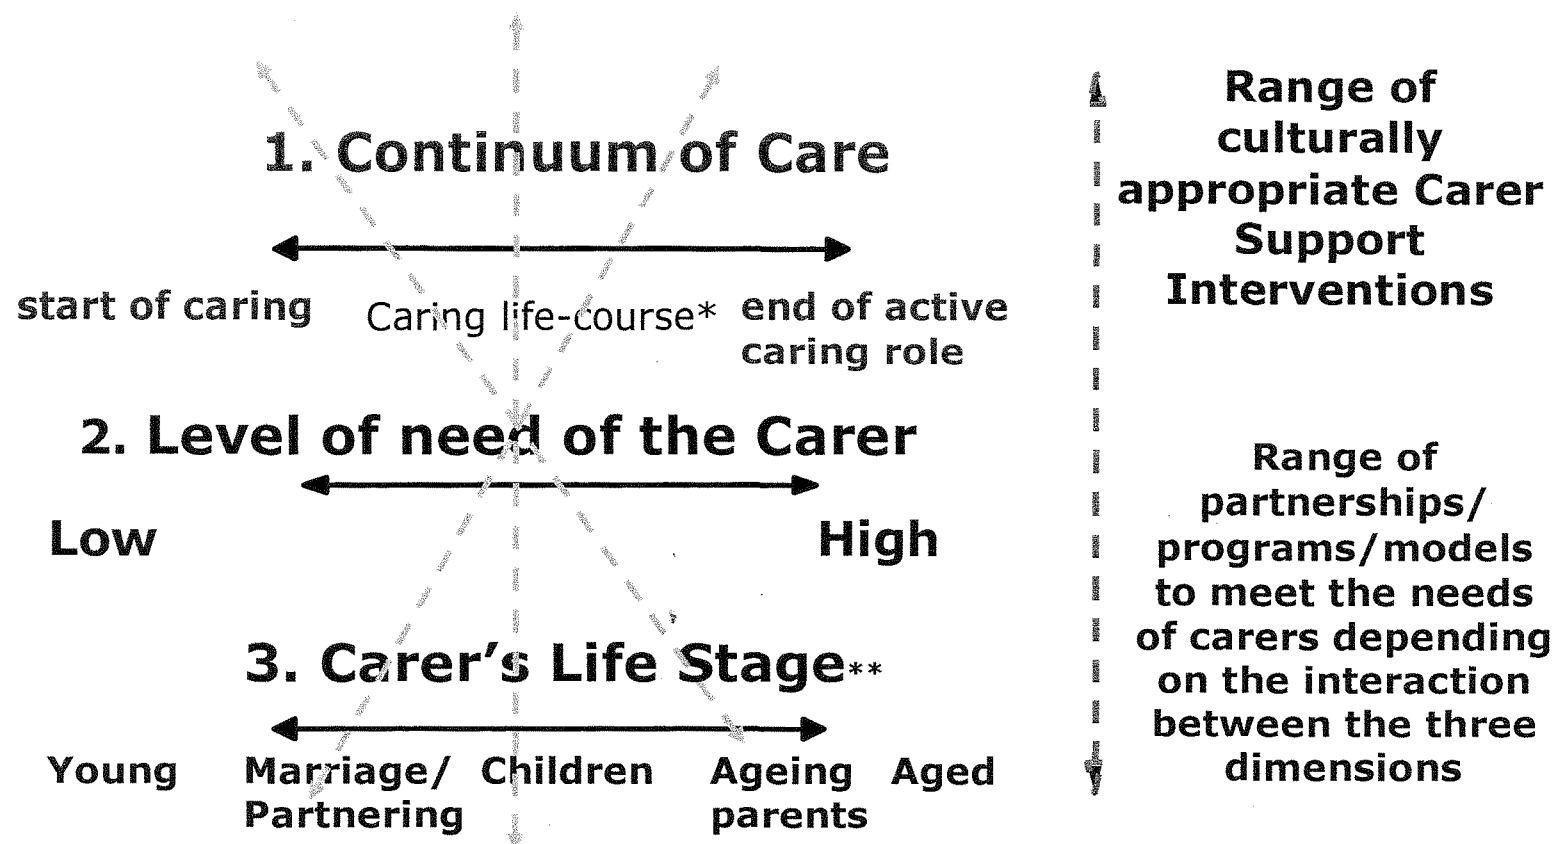 1. Continuum of Care
start of caring
Caring life-course*
end of active
caring role
2. Level of need of the Carer
Low
High
3. Carer’s Life Stage**
Young
Marriage/
Partnering
Children
Ageing
parents
Aged
Range of
culturally
appropriate Carer
Support
Interventions
Range of
partnerships/
programs/models
to meet the needs
of carers depending
on the interaction
between the three
dimensions